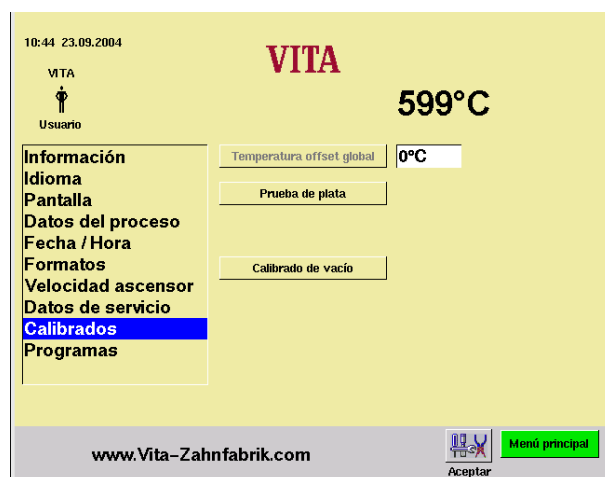 10:44 23.09.2004
VITA
VITA
Usuario
599°C
Información
Idioma
Pantalla
Datos del proceso
Fecha / Hora
Formatos
Velocidad ascensor
Datos de servicio
Calibrados
Programas
Temperatura offset global
0°C
Prueba de plata
Calibrado de vacío
www.Vita-Zahnfabrik.com
Aceptar
Menú principal